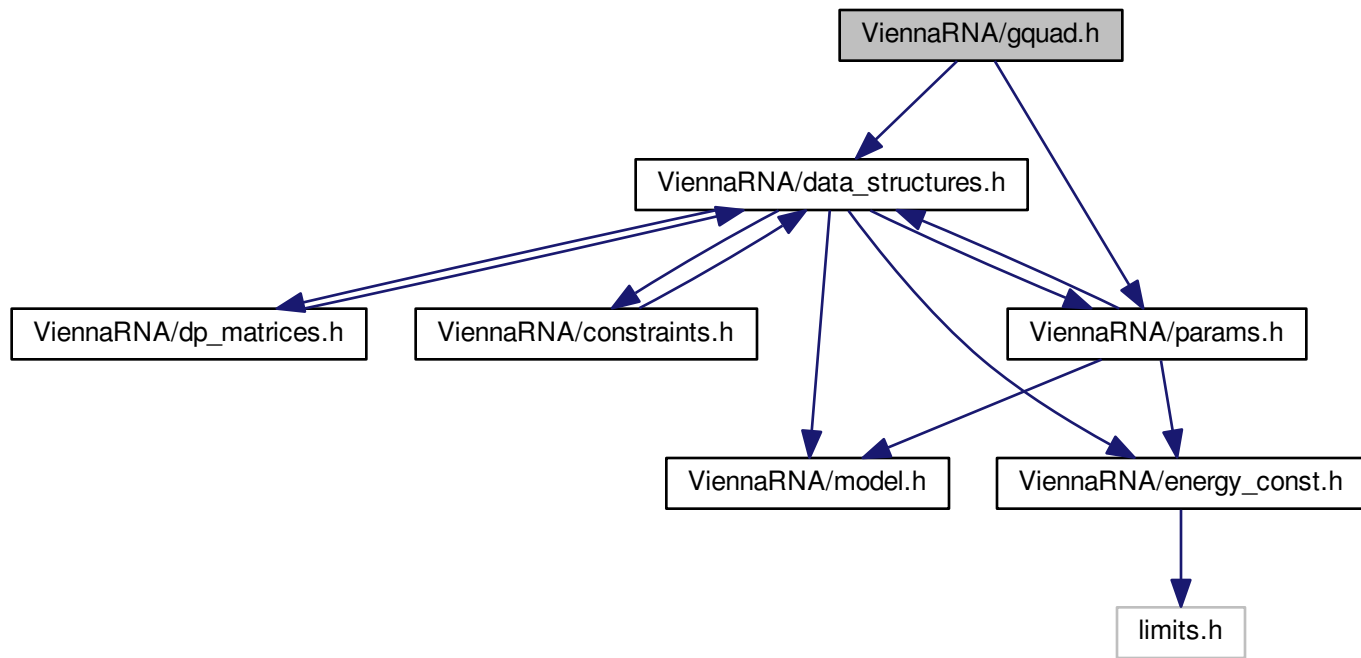 ViennaRNA/gquad.h
ViennaRNA/data_structures.h
ViennaRNA/dp_matrices.h
ViennaRNA/constraints.h
ViennaRNA/params.h
ViennaRNA/model.h
ViennaRNA/energy_const.h
limits.h